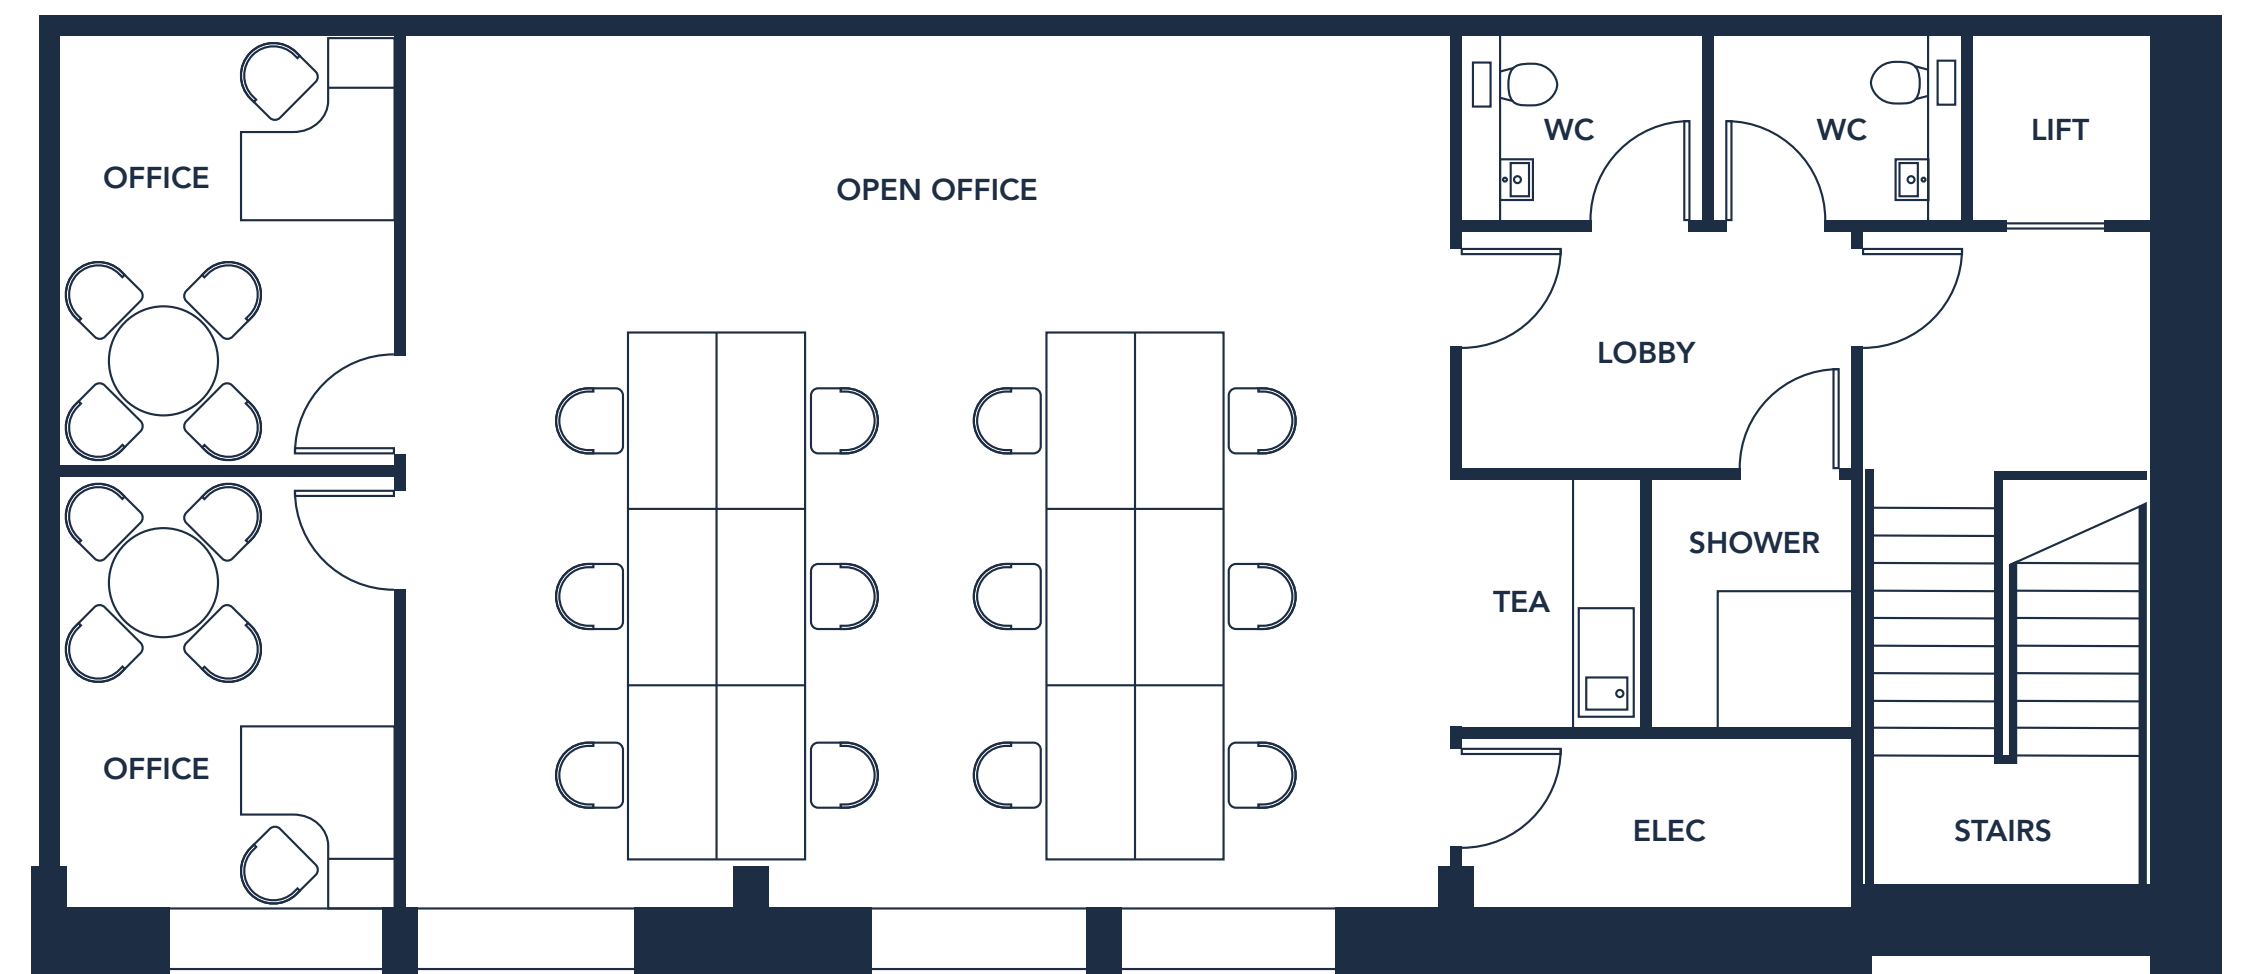 WC
WC
LIFT
OFFICE
OPEN OFFICE
LOBBY
SHOWER
TEA
OFFICE
ELEC
STAIRS